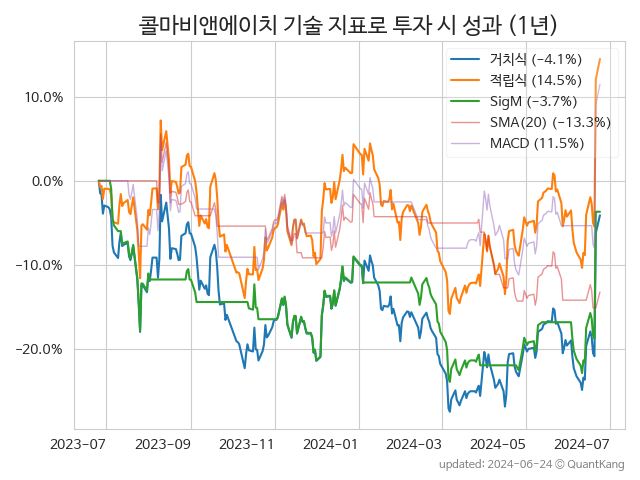 콜마비앤에이치 기술 지표로 투자 시 성과 (1년)
거치식 (−4.1%)
적립식 (14.5%)
SigM (−3.7%)
SMA(20) (−13.3%)
MACD (11.5%)
10.0%
0.0%
−10.0%
−20.0%
2023-07 2023-09 2023-11 2024-01 2024-03 2024-05 2024-07
updated: 2024-06-24 © QuantKang